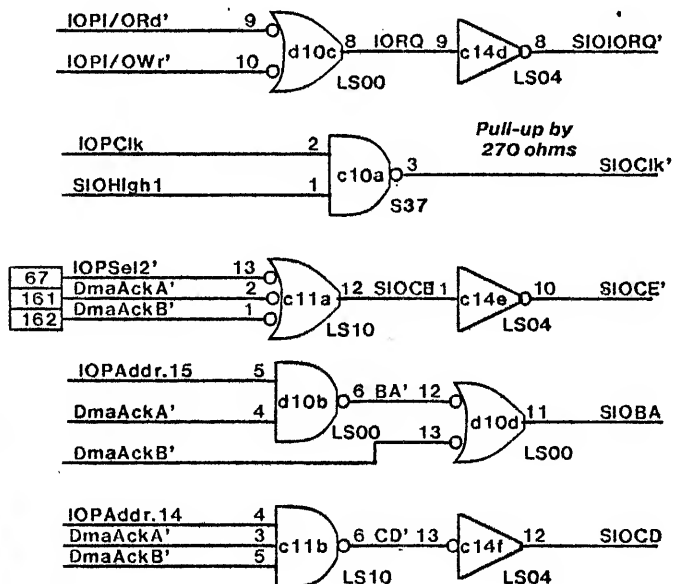 IOPI/ORd' 9
d10c 8 IORQ 9 c14d 8 SIOIORQ'
IOPI/OWr' 10
LS00 LS04
IOPClk 2
Pull-up by
270 ohms
c10a 3 SIOClk'
SIOHigh1 1
S37
67 IOPSel2' 13
161 DmaAckA' 2 c11a 12 SIOCE 11 c14e 10 SIOCE'
162 DmaAckB' 1
LS10 LS04
IOPAddr.15 5
d10b 6 BA' 12
DmaAckA' 4
LS00 d10d 11 SIOBA
DmaAckB' 13
LS00
IOPAddr.14 4
DmaAckA' 3 c11b 6 CD' 13 c14f 12 SIOCD
DmaAckB' 5
LS10 LS04